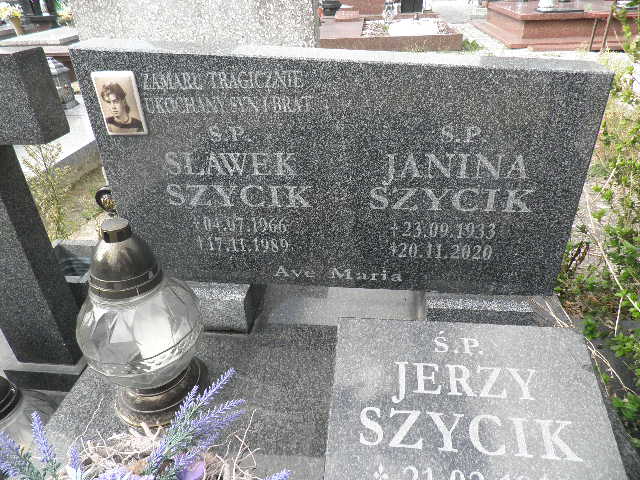 ZMARŁ TRAGICZNIE
UKOCHANY SYN I BRAT
Ś.P.
SŁAWEK
SZYCIK
*04.07.1966
†17.11.1989
Ś.P.
JANINA
SZYCIK
*23.09.1933
†20.11.2020
Ave Maria
Ś.P.
JERZY
SZYCIK